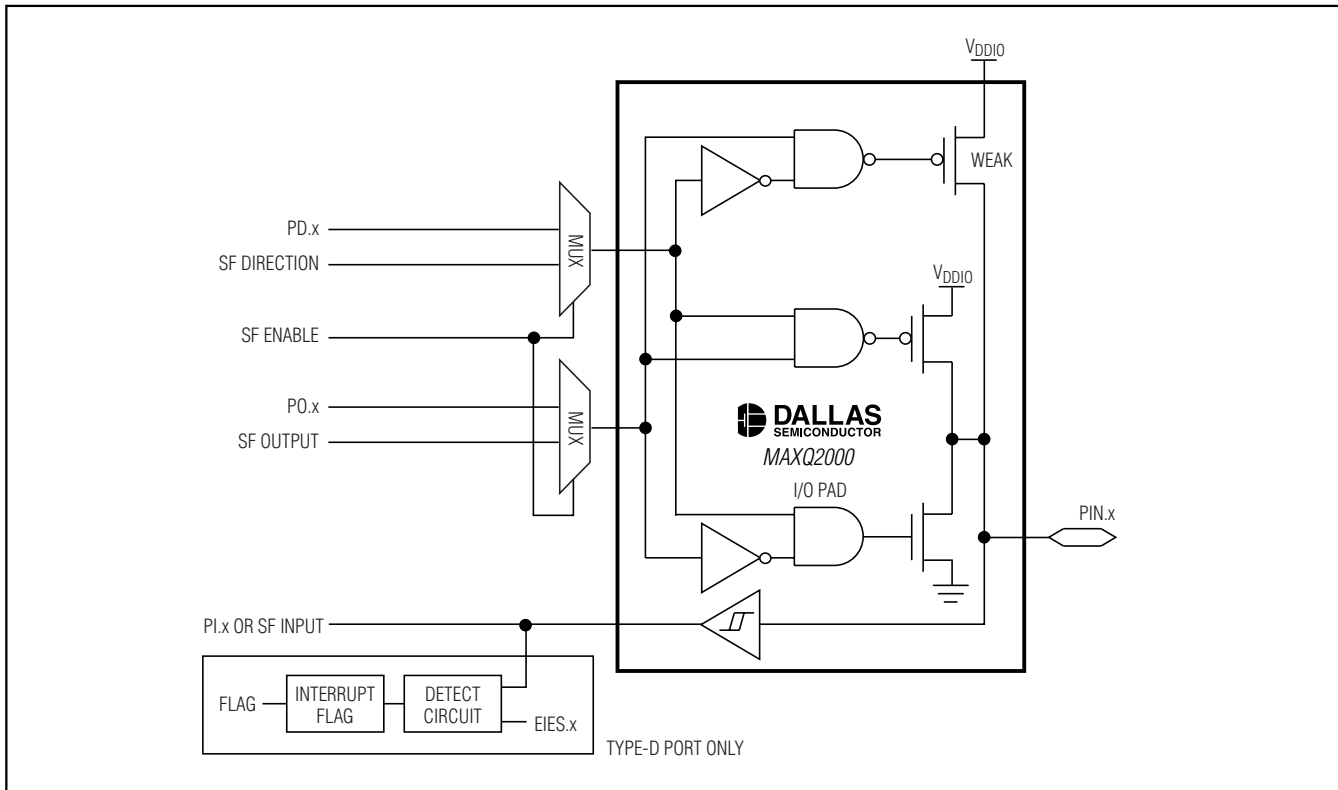 VDDIO
WEAK
PD.x
MUX
SF DIRECTION
VDDIO
SF ENABLE
PO.x
MUX
SF OUTPUT
DALLAS
SEMICONDUCTOR
MAXQ2000
I/O PAD
PIN.x
PI.x OR SF INPUT
FLAG
INTERRUPT
FLAG
DETECT
CIRCUIT
EIES.x
TYPE-D PORT ONLY